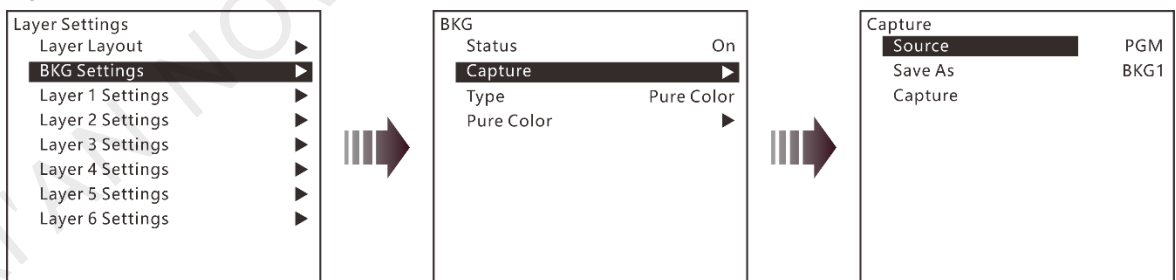 Layer Settings
Layer Layout
BKG Settings
Layer 1 Settings
Layer 2 Settings
Layer 3 Settings
Layer 4 Settings
Layer 5 Settings
Layer 6 Settings
BKG
Status On
Capture
Type Pure Color
Pure Color
Capture
Source PGM
Save As BKG1
Capture